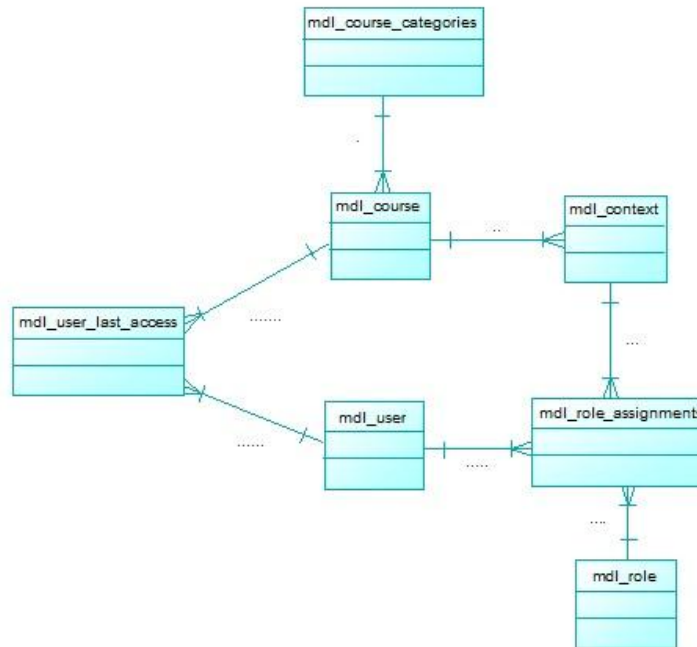 mdl_course_categories
.
mdl_course
mdl_context
..
mdl_user_last_access
.......
...
mdl_user
mdl_role_assignments
......
.....
....
mdl_role